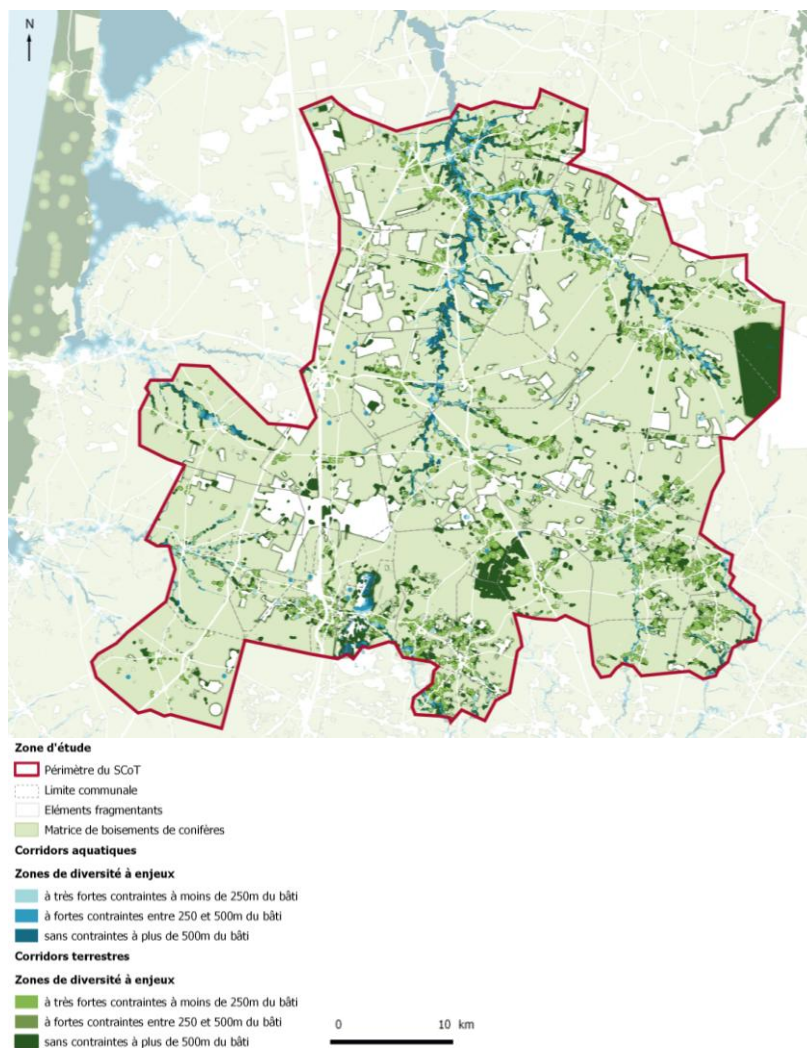 N
Zone d'étude
Périmètre du SCoT
Limite communale
Eléments fragmentants
Matrice de boisements de conifères
Corridors aquatiques
Zones de diversité à enjeux
à très fortes contraintes à moins de 250m du bâti
à fortes contraintes entre 250 et 500m du bâti
sans contraintes à plus de 500m du bâti
Corridors terrestres
Zones de diversité à enjeux
à très fortes contraintes à moins de 250m du bâti
à fortes contraintes entre 250 et 500m du bâti
sans contraintes à plus de 500m du bâti
0 10 km